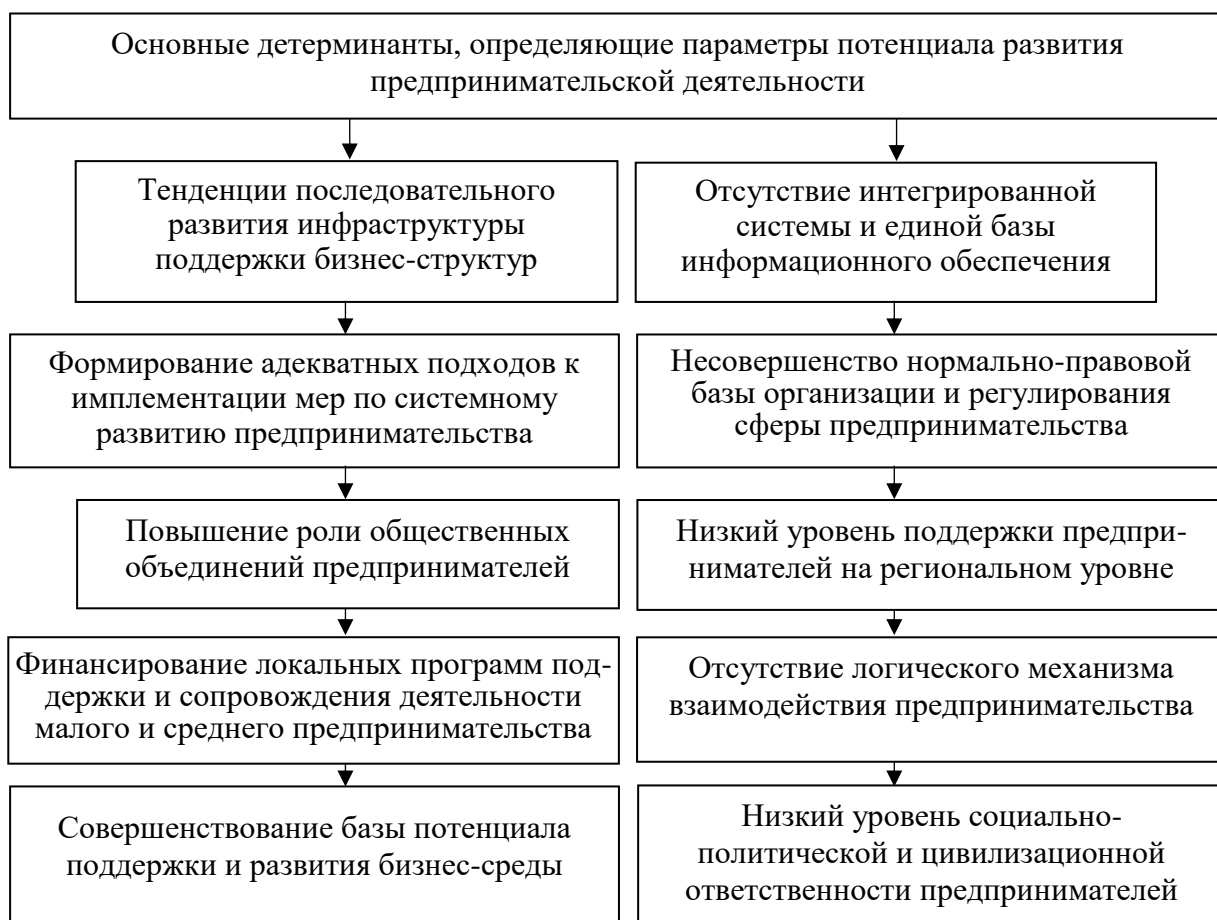 Основные детерминанты, определяющие параметры потенциала развития
предпринимательской деятельности
Тенденции последовательного
развития инфраструктуры
поддержки бизнес-структур
Формирование адекватных подходов к
имплементации мер по системному
развитию предпринимательства
Повышение роли общественных
объединений предпринимателей
Финансирование локальных программ под-
держки и сопровождения деятельности
малого и среднего предпринимательства
Совершенствование базы потенциала
поддержки и развития бизнес-среды
Отсутствие интегрированной
системы и единой базы
информационного обеспечения
Несовершенство нормально-правовой
базы организации и регулирования
сферы предпринимательства
Низкий уровень поддержки предпри-
нимателей на региональном уровне
Отсутствие логического механизма
взаимодействия предпринимательства
Низкий уровень социально-
политической и цивилизационной
ответственности предпринимателей